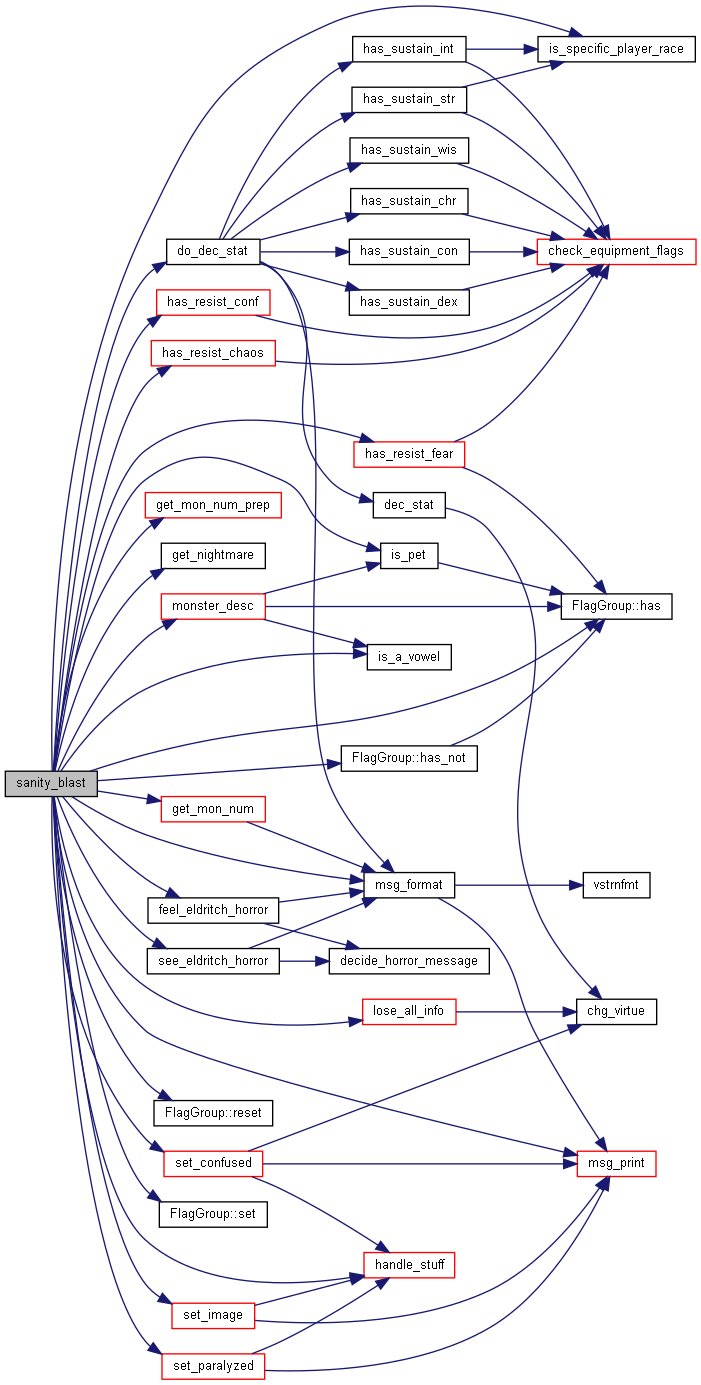 has_sustain_int
is_specific_player_race
has_sustain_str
has_sustain_wis
has_sustain_chr
do_dec_stat
has_sustain_con
check_equipment_flags
has_resist_conf
has_sustain_dex
has_resist_chaos
has_resist_fear
get_mon_num_prep
dec_stat
get_nightmare
is_pet
monster_desc
FlagGroup::has
is_a_vowel
FlagGroup::has_not
sanity_blast
get_mon_num
msg_format
vstrnfmt
feel_eldritch_horror
see_eldritch_horror
decide_horror_message
lose_all_info
chg_virtue
FlagGroup::reset
set_confused
msg_print
FlagGroup::set
handle_stuff
set_image
set_paralyzed